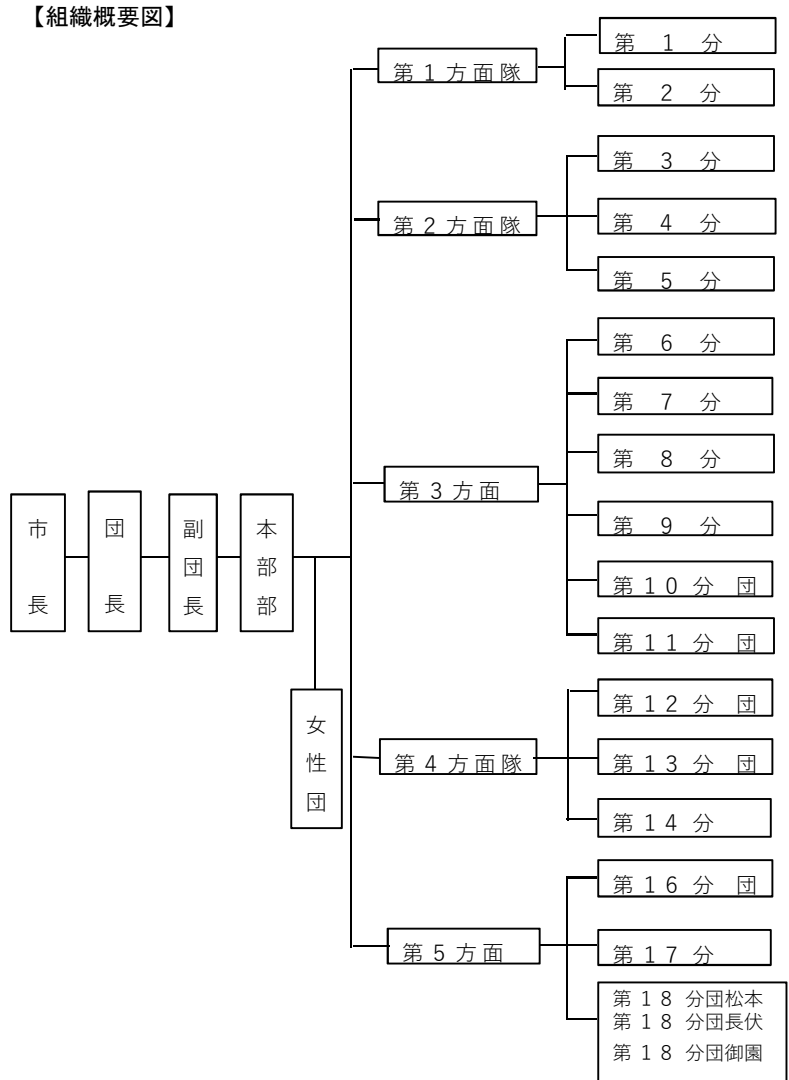 【組織概要図】
市長
団長
副団長
本部部
女性団
第1方面隊
第1分
第2分
第2方面隊
第3分
第4分
第5分
第3方面
第6分
第7分
第8分
第9分
第10分団
第11分団
第4方面隊
第12分団
第13分団
第14分
第5方面
第16分団
第17分
第18分団松本
第18分団長伏
第18分団御園